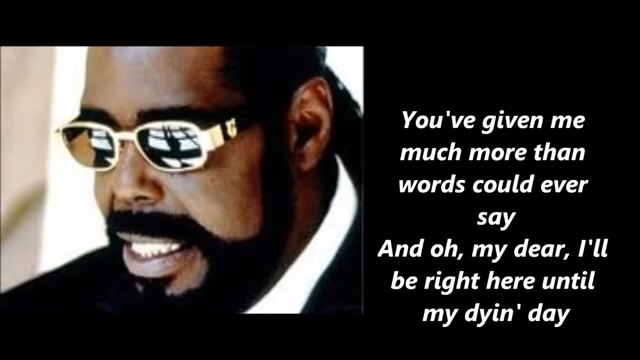 You've given me
much more than
words could ever
say
And oh, my dear, I'll
be right here until
my dyin' day